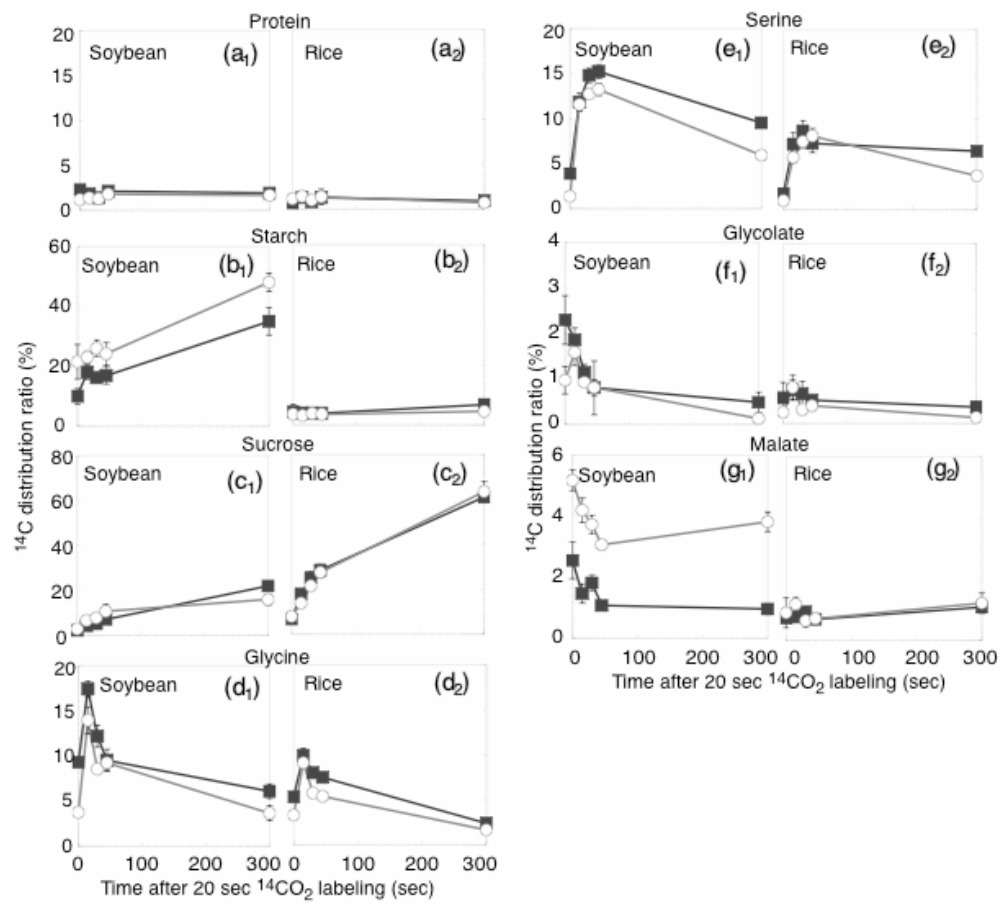 Protein
20
15
10
5
0
Soybean
(a1)
Rice
(a2)
Starch
60
40
20
0
Soybean
(b1)
Rice
(b2)
Sucrose
80
60
40
20
0
Soybean
(c1)
Rice
(c2)
Glycine
20
15
10
5
0
Soybean
(d1)
Rice
(d2)
0 100 200 300 0 100 200 300
Time after 20 sec 14CO2 labeling (sec)
14C distribution ratio (%)
Serine
20
15
10
5
0
Soybean
(e1)
Rice
(e2)
Glycolate
4
3
2
1
0
Soybean
(f1)
Rice
(f2)
Malate
6
4
2
0
Soybean
(g1)
Rice
(g2)
0 100 200 300 0 100 200 300
Time after 20 sec 14CO2 labeling (sec)
14C distribution ratio (%)